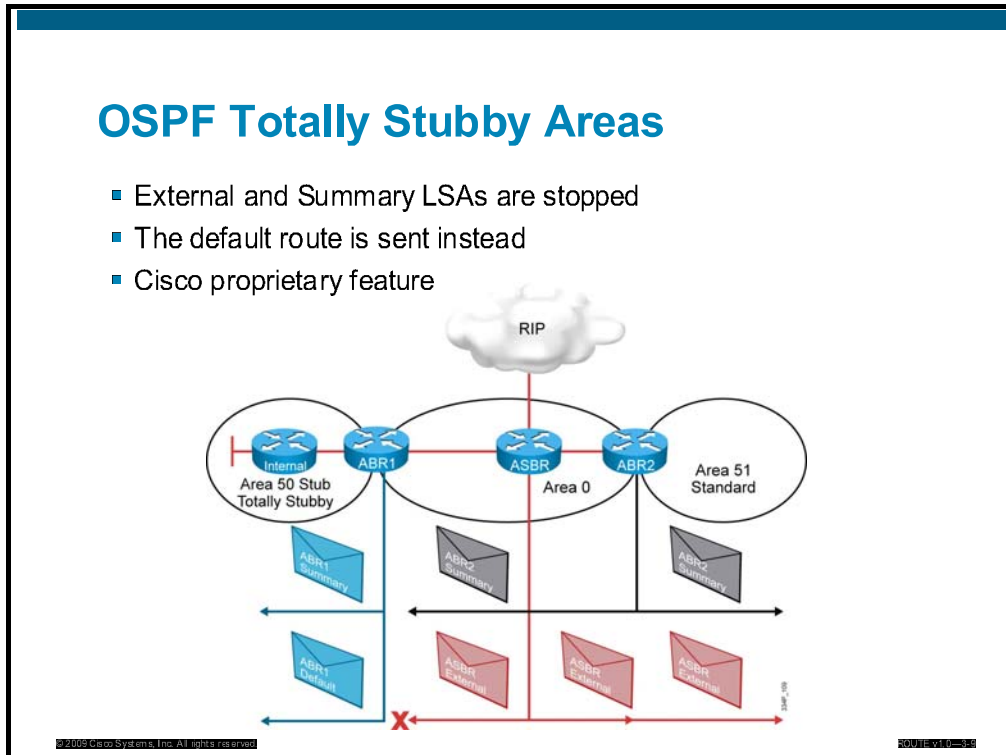 OSPF Totally Stubby Areas
External and Summary LSAs are stopped
The default route is sent instead
Cisco proprietary feature
RIP
Internal
ABR1
ASBR
ABR2
Area 50 Stub
Totally Stubby
Area 0
Area 51
Standard
ABR1
Summary
ABR2
Summary
ABR2
Summary
ABR1
Default
ASBR
External
ASBR
External
ASBR
External
X
334P_109
© 2009 Cisco Systems, Inc. All rights reserved.
ROUTE v1.0—3-9